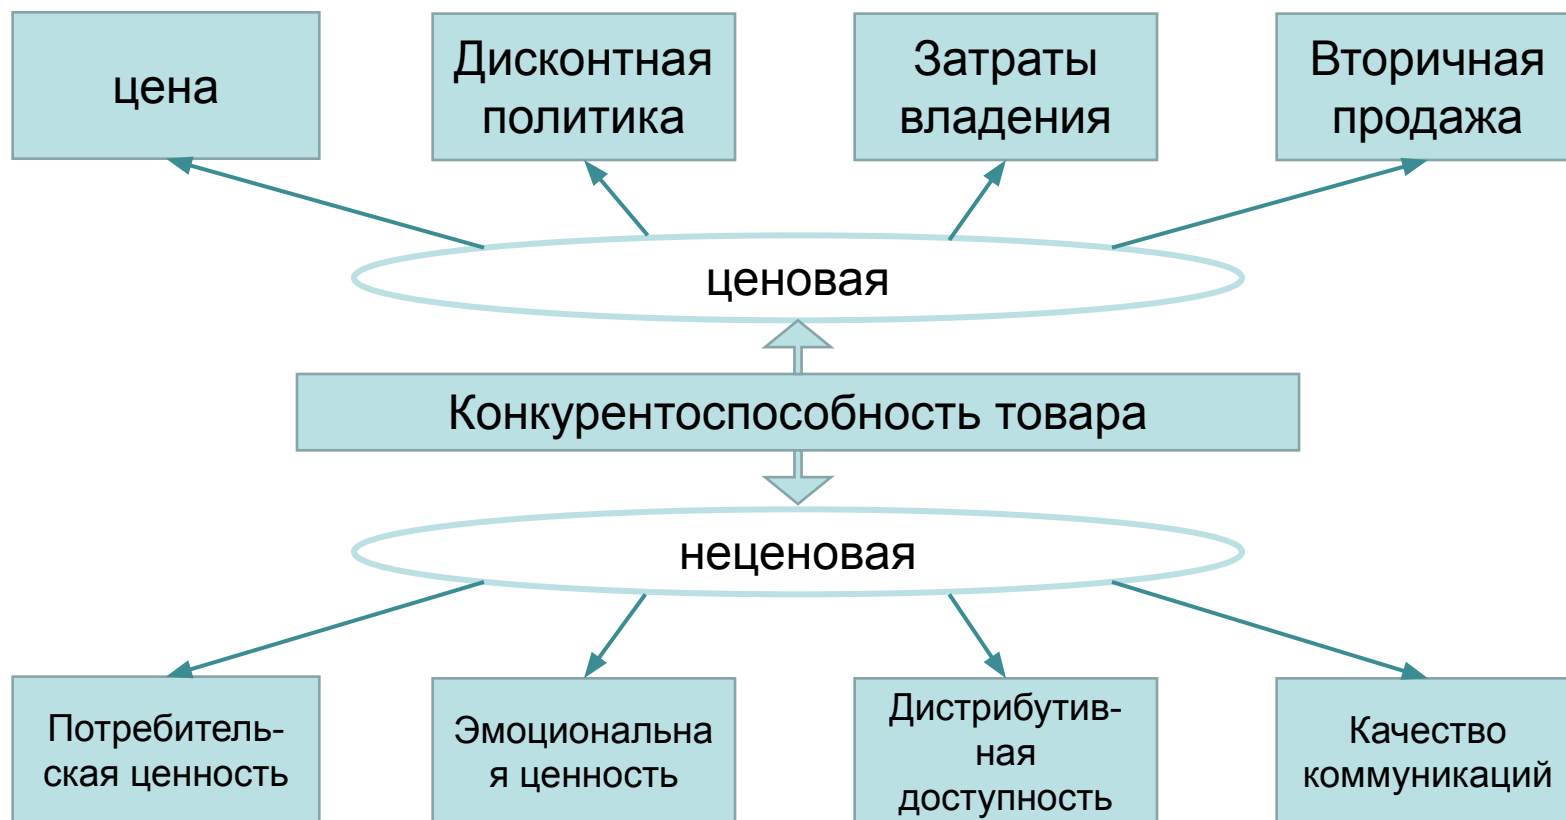 цена
Дисконтная
политика
Затраты
владения
Вторичная
продажа
ценовая
Конкурентоспособность товара
неценовая
Потребитель-
ская ценность
Эмоциональна
я ценность
Дистрибутив-
ная
доступность
Качество
коммуникаций